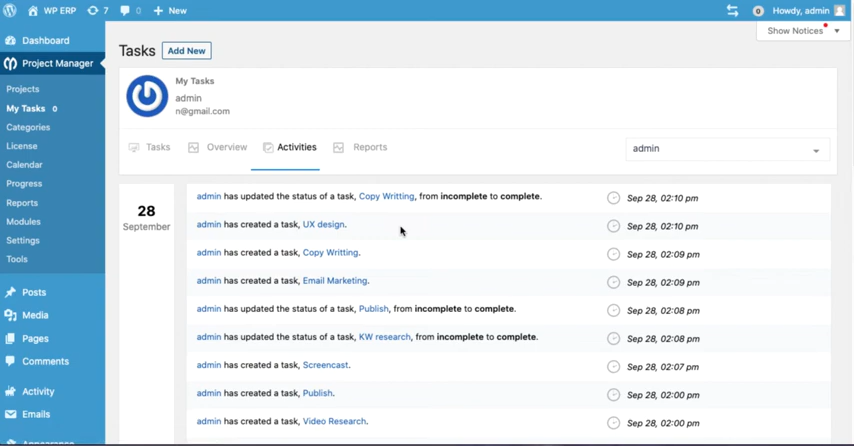 WP ERP 7 0 + New 0 Howdy, admin
Show Notices
Dashboard
Project Manager
Projects
My Tasks 0
Categories
License
Calendar
Progress
Reports
Modules
Settings
Tools
Posts
Media
Pages
Comments
Activity
Emails
Tasks Add New
My Tasks
admin
n@gmail.com
Tasks Overview Activities Reports
admin
28
September
admin has updated the status of a task, Copy Writting, from incomplete to complete. Sep 28, 02:10 pm
admin has created a task, UX design. Sep 28, 02:10 pm
admin has created a task, Copy Writting. Sep 28, 02:09 pm
admin has created a task, Email Marketing. Sep 28, 02:09 pm
admin has updated the status of a task, Publish, from incomplete to complete. Sep 28, 02:08 pm
admin has updated the status of a task, KW research, from incomplete to complete. Sep 28, 02:08 pm
admin has created a task, Screencast. Sep 28, 02:07 pm
admin has created a task, Publish. Sep 28, 02:00 pm
admin has created a task, Video Research. Sep 28, 02:00 pm